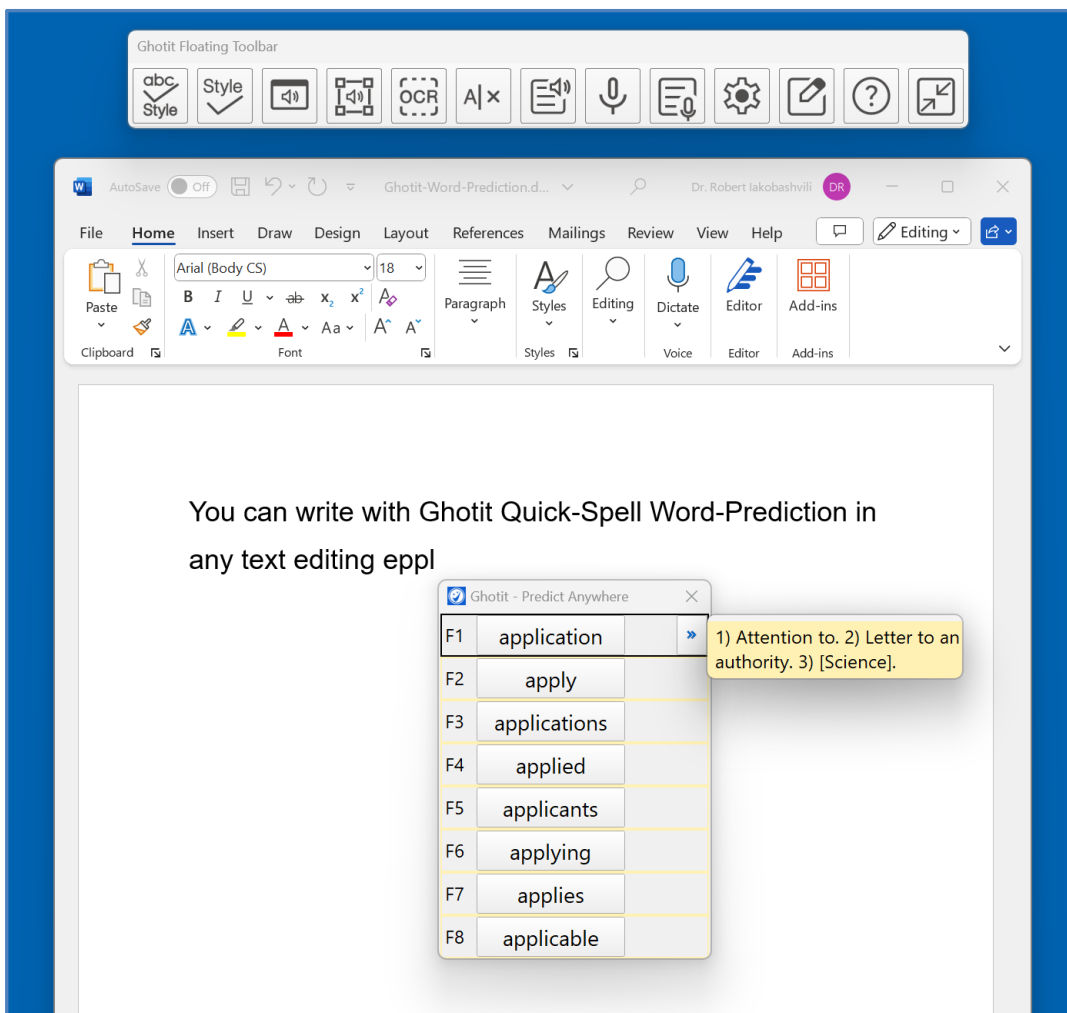 Ghotit Floating Toolbar
abc Style
Style
OCR
A
AutoSave Off Ghotit-Word-Prediction.d... Dr. Robert Iakobashvili DR
File Home Insert Draw Design Layout References Mailings Review View Help Editing
Arial (Body CS) 18
Paste B I U ab x₂ x² A Paragraph Styles Editing Dictate Editor Add-ins
A A Aa A A
Clipboard Font Styles Voice Editor Add-ins
You can write with Ghotit Quick-Spell Word-Prediction in
any text editing eppl
Ghotit - Predict Anywhere
F1 application »
1) Attention to. 2) Letter to an
authority. 3) [Science].
F2 apply
F3 applications
F4 applied
F5 applicants
F6 applying
F7 applies
F8 applicable